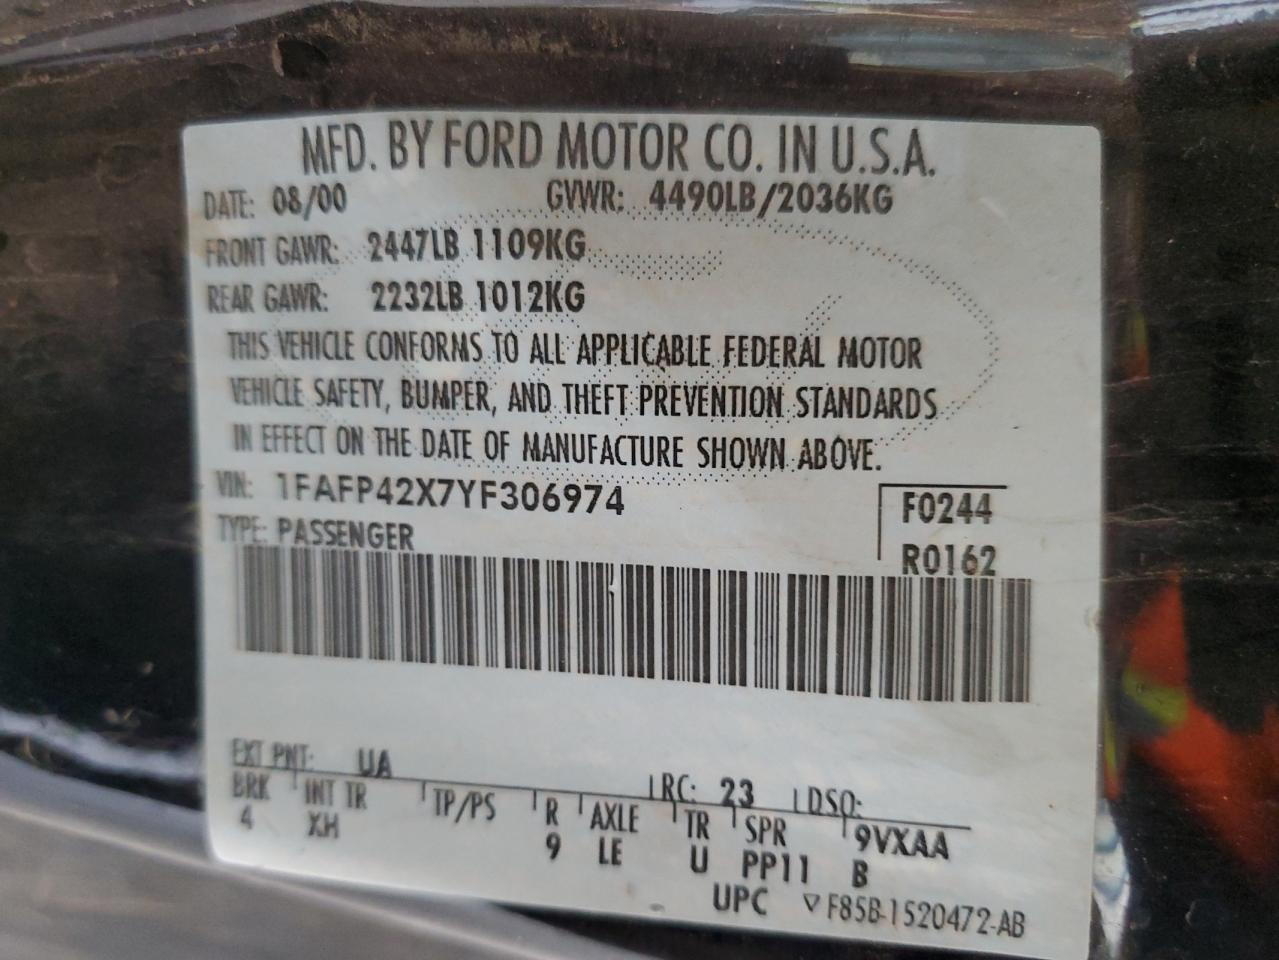 MFD. BY FORD MOTOR CO. IN U.S.A.
DATE: 08/00 GVWR: 4490LB/2036KG
FRONT GAWR: 2447LB 1109KG
REAR GAWR: 2232LB 1012KG
THIS VEHICLE CONFORMS TO ALL APPLICABLE FEDERAL MOTOR
VEHICLE SAFETY, BUMPER, AND THEFT PREVENTION STANDARDS
IN EFFECT ON THE DATE OF MANUFACTURE SHOWN ABOVE.
VIN: 1FAFP42X7YF306974 F0244
TYPE: PASSENGER R0162
EXT PNT: UA RC: 23 DSO:
BRK INT TR TP/PS R AXLE TR SPR 9VXAA
4 XH 9 LE U PP11 B
UPC F85B-1520472-AB